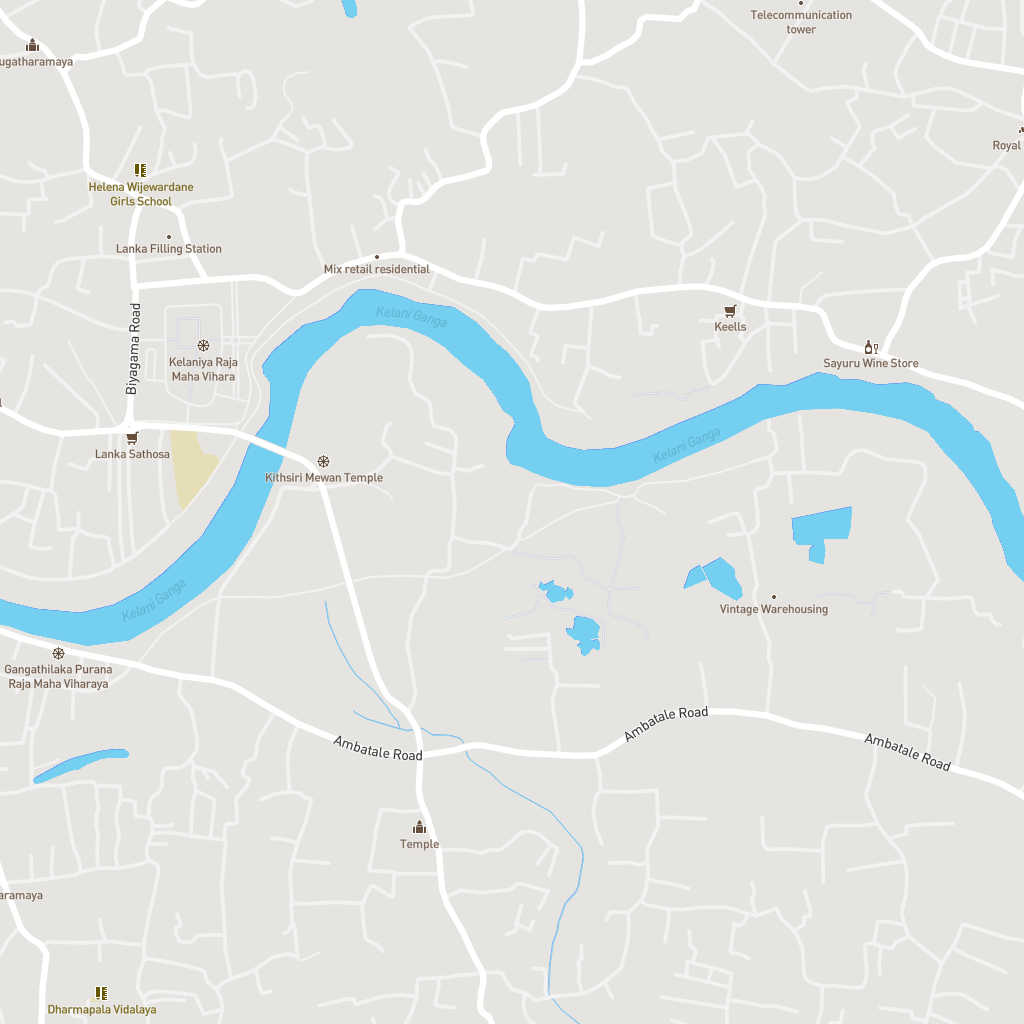 Telecommunication
tower
ugatharamaya
Royal
Helena Wijewardane
Girls School
Lanka Filling Station
Mix retail residential
Kelani Ganga
Biyagama Road
Keells
Kelaniya Raja
Maha Vihara
Sayuru Wine Store
Kelani Ganga
Lanka Sathosa
Kithsiri Mewan Temple
Kelani Ganga
Vintage Warehousing
Gangathilaka Purana
Raja Maha Viharaya
Ambatale Road
Ambatale Road
Ambatale Road
Temple
aramaya
Dharmapala Vidalaya